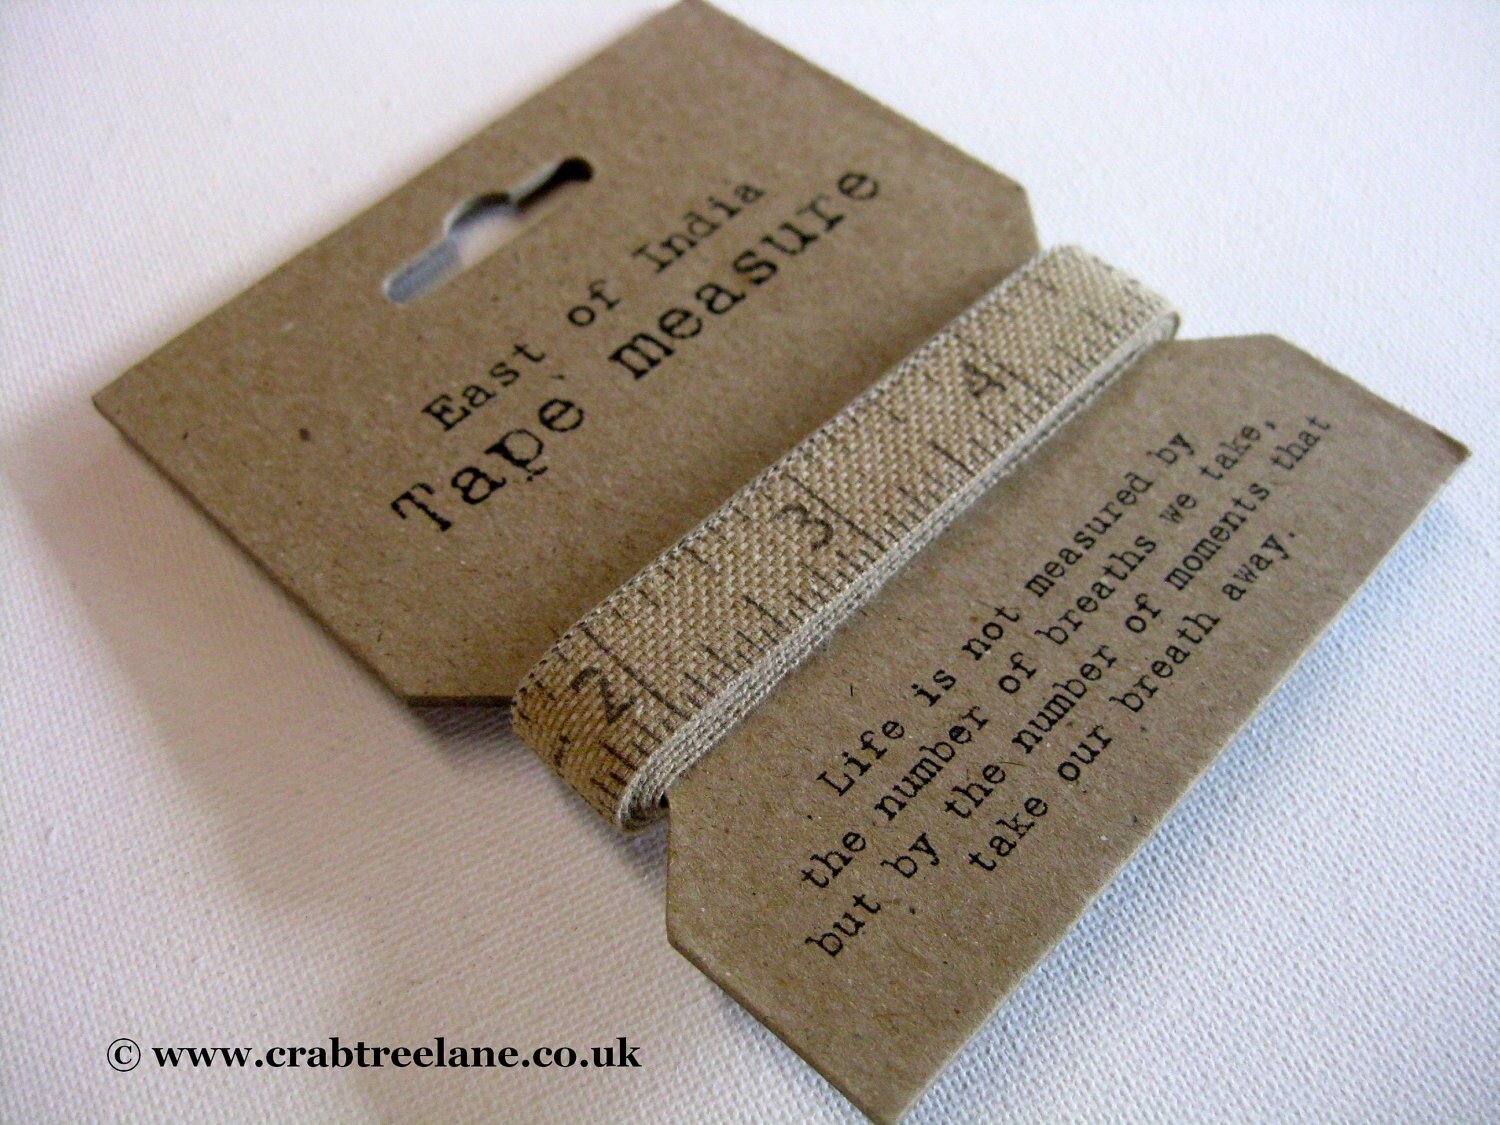 East of India
Tape measure
2 3 4
Life is not measured by
the number of breaths we take,
but by the number of moments that
take our breath away.
© www.crabtreelane.co.uk